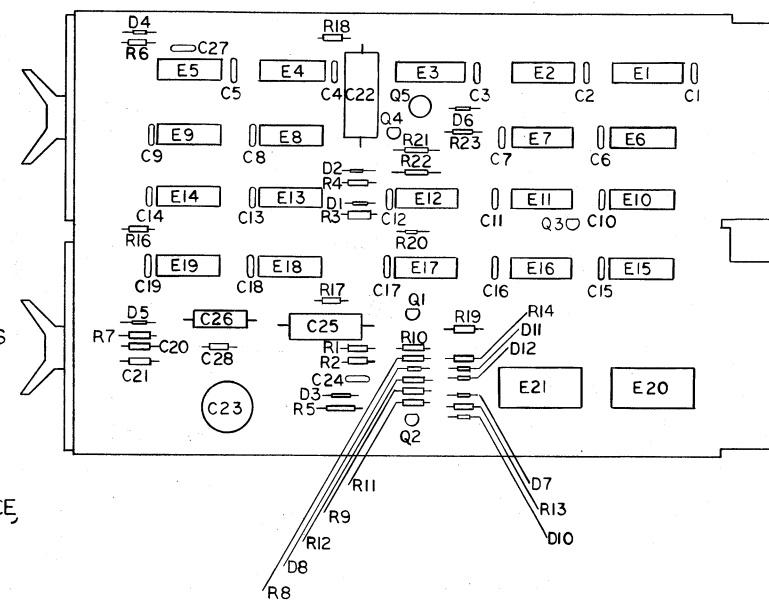 D4
R18
R6
C27
E5
C5
E4
C4
C22
E3
Q5
C3
E2
C2
E1
C1
Q4
D6
R23
E9
C9
E8
C8
R21
R22
E7
C7
E6
C6
D2
R4
D1
R3
E14
C14
E13
C13
C12
E12
C11
E11
Q3
C10
E10
R16
R20
E19
C19
E18
C18
C17
E17
C16
E16
C15
E15
R17
Q1
D5
C26
C25
R19
R14
D11
D12
S
R7
C20
C21
C28
R1
R2
R10
C24
D3
R5
C23
Q2
E21
E20
R11
D7
R9
R13
CE,
R12
D10
D8
R8